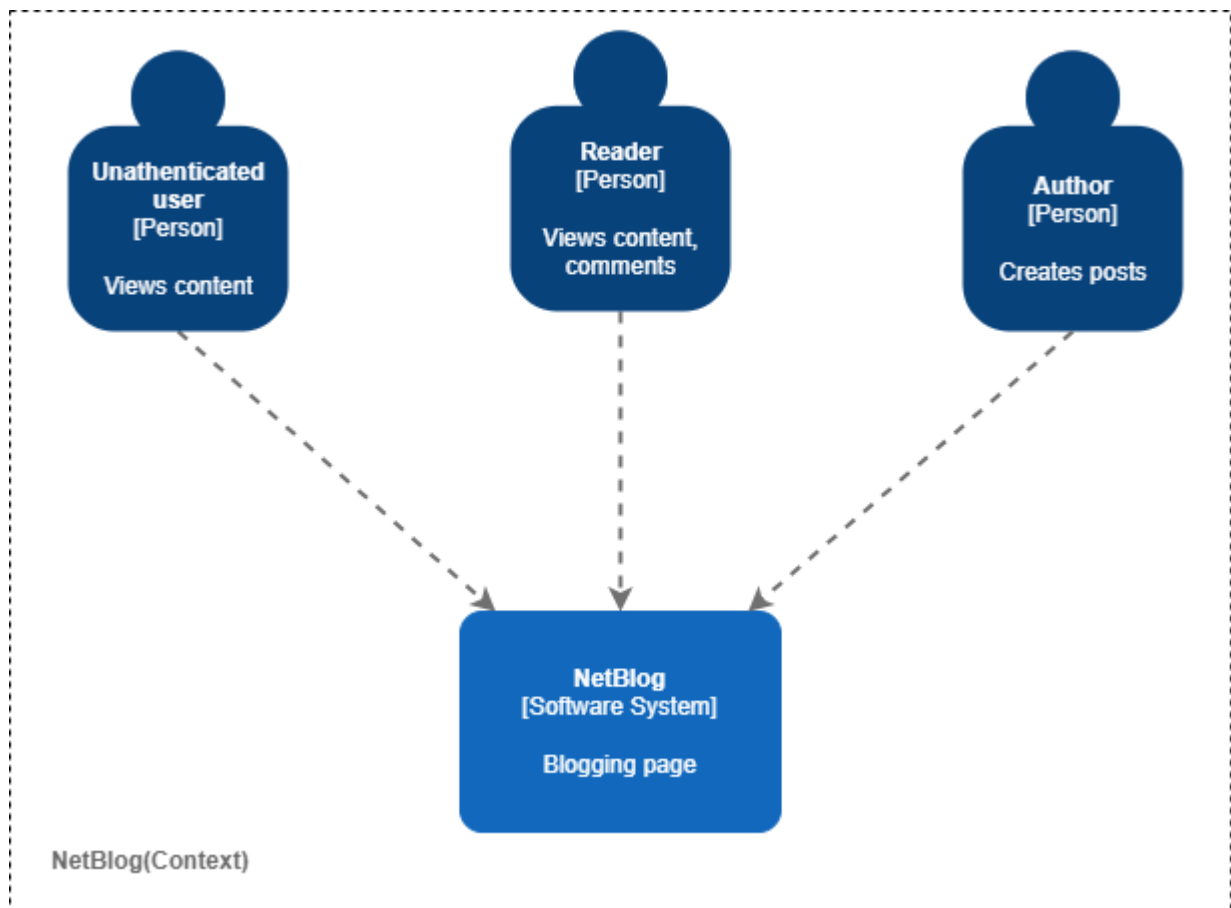 Unathenticated
user
[Person]
Views content
Reader
[Person]
Views content,
comments
Author
[Person]
Creates posts
NetBlog
[Software System]
Blogging page
NetBlog(Context)